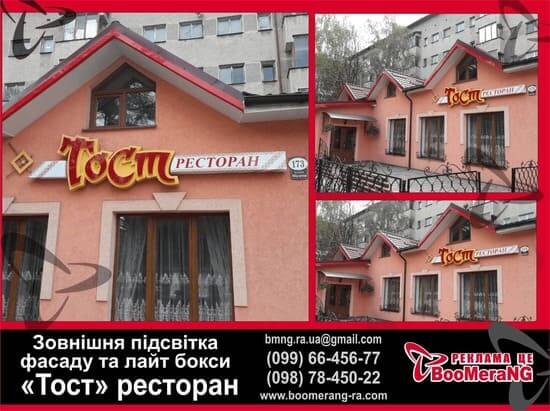 Тост РЕСТОРАН
173
Тост РЕСТОРАН
Тост РЕСТОРАН
Зовнішня підсвітка
фасаду та лайт бокси
«Тост» ресторан
bmng.ra.ua@gmail.com
(099) 66-456-77
(098) 78-450-22
www.boomerang-ra.com
РЕКЛАМА ЦЕ
BooMeraNG